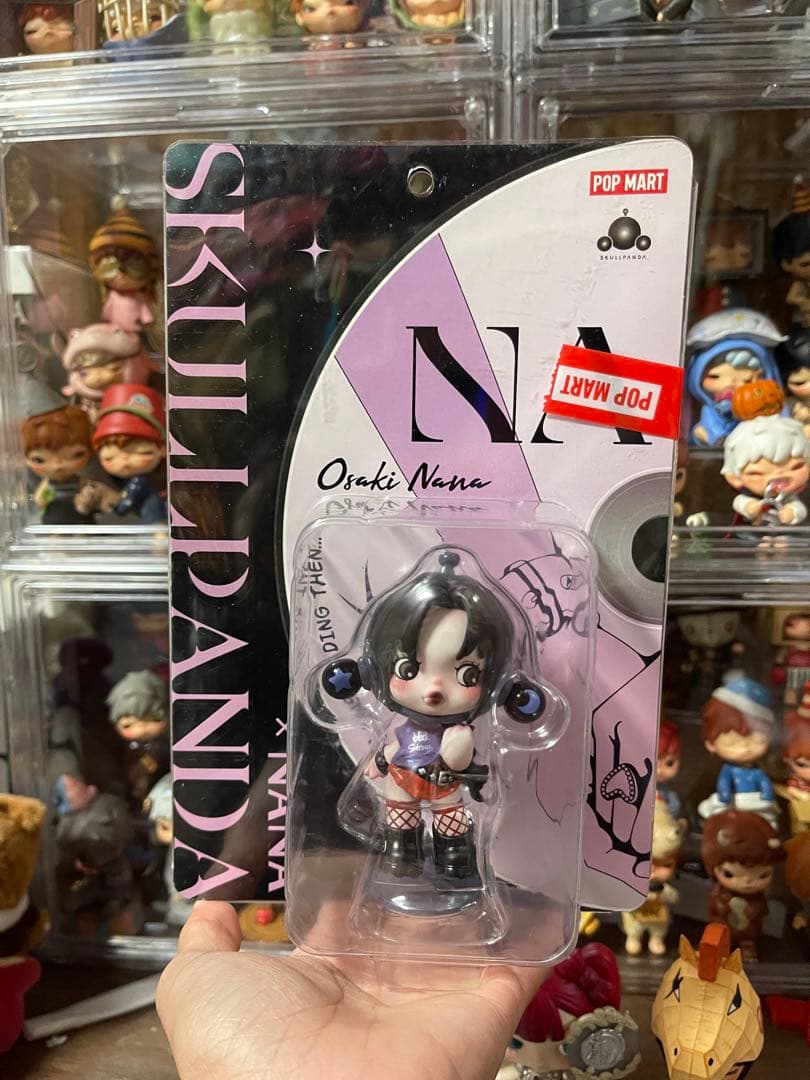 SKULLPANDA
× NANA
POP MART
SKULLPANDA
NA
POP MART
Osaki Nana
DING THEN...